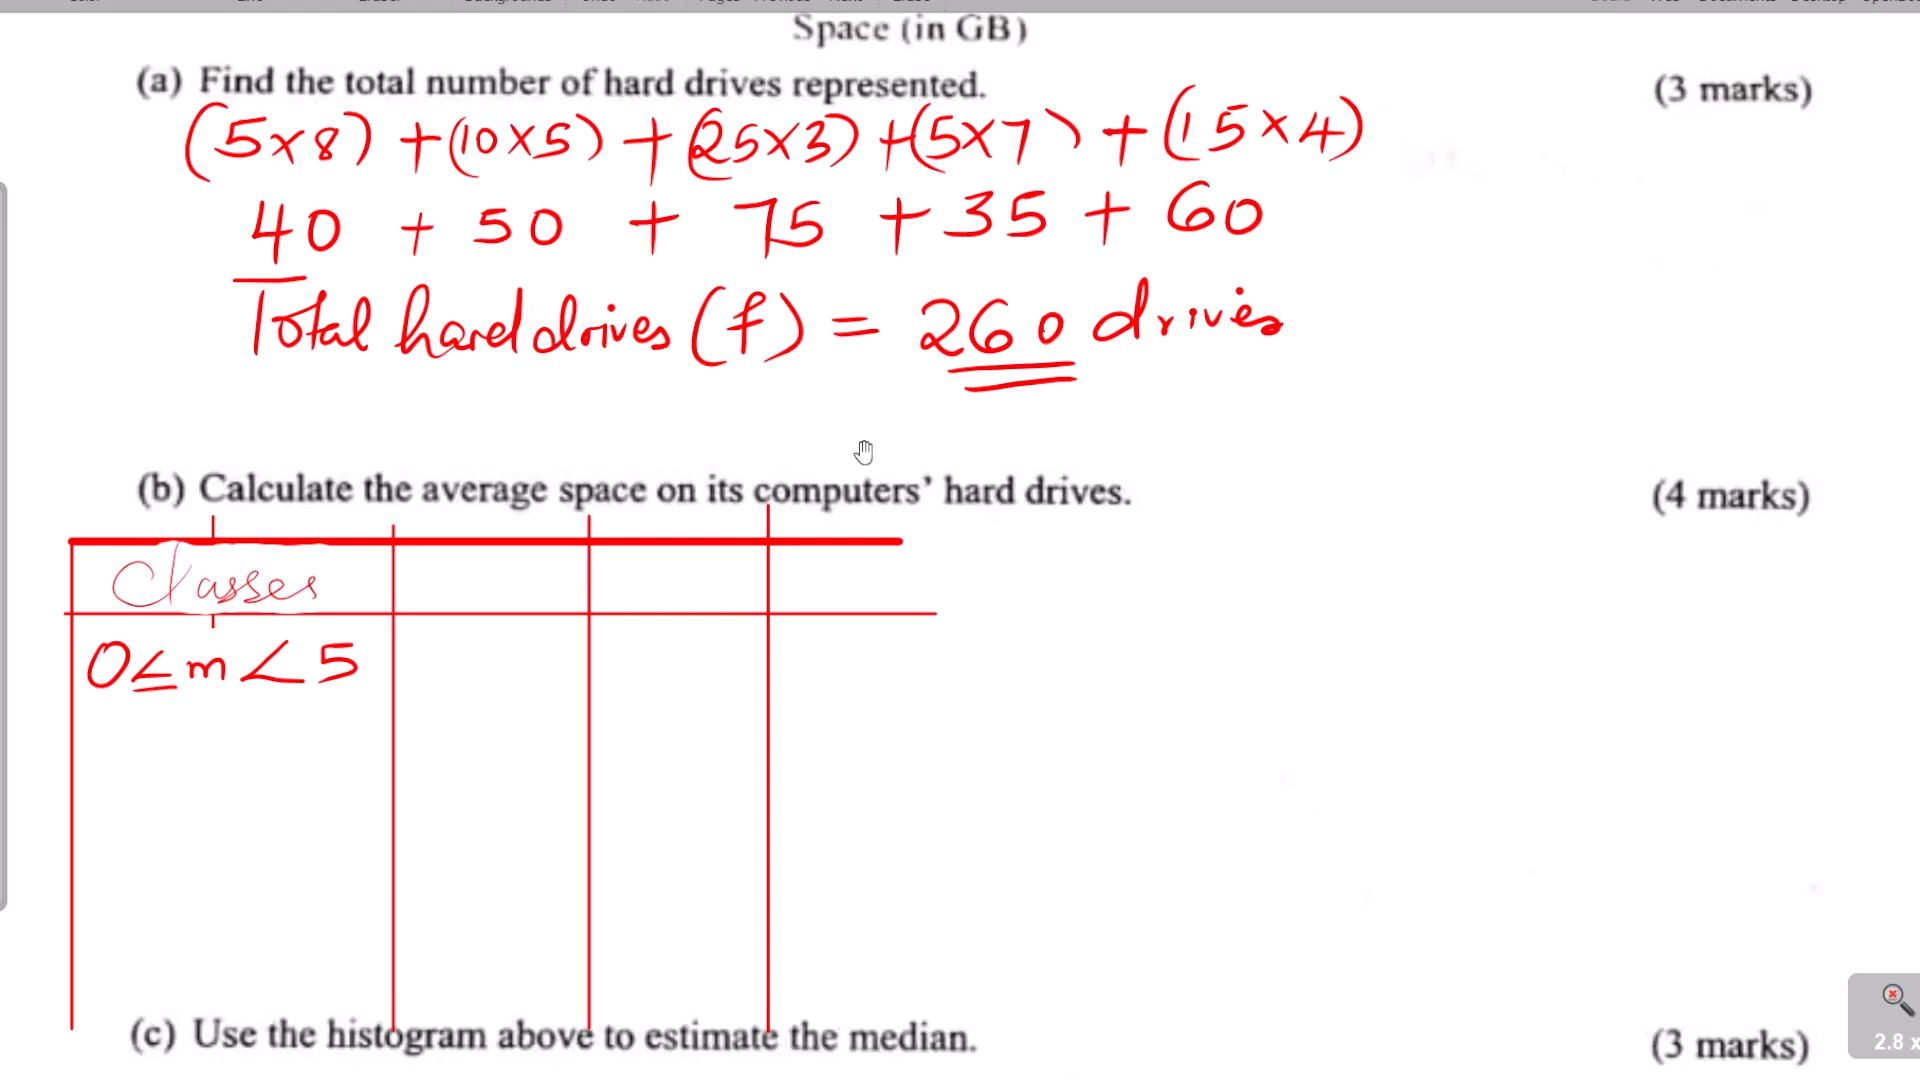 Space (in GB)
(a) Find the total number of hard drives represented. (3 marks)
(5×8) + (10×5) + (25×3) + (5×7) + (15×4)
40 + 50 + 75 + 35 + 60
Total hard drives (f) = 260 drives
(b) Calculate the average space on its computers' hard drives. (4 marks)
Classes
0≤m<5
(c) Use the histogram above to estimate the median. (3 marks)
2.8 x